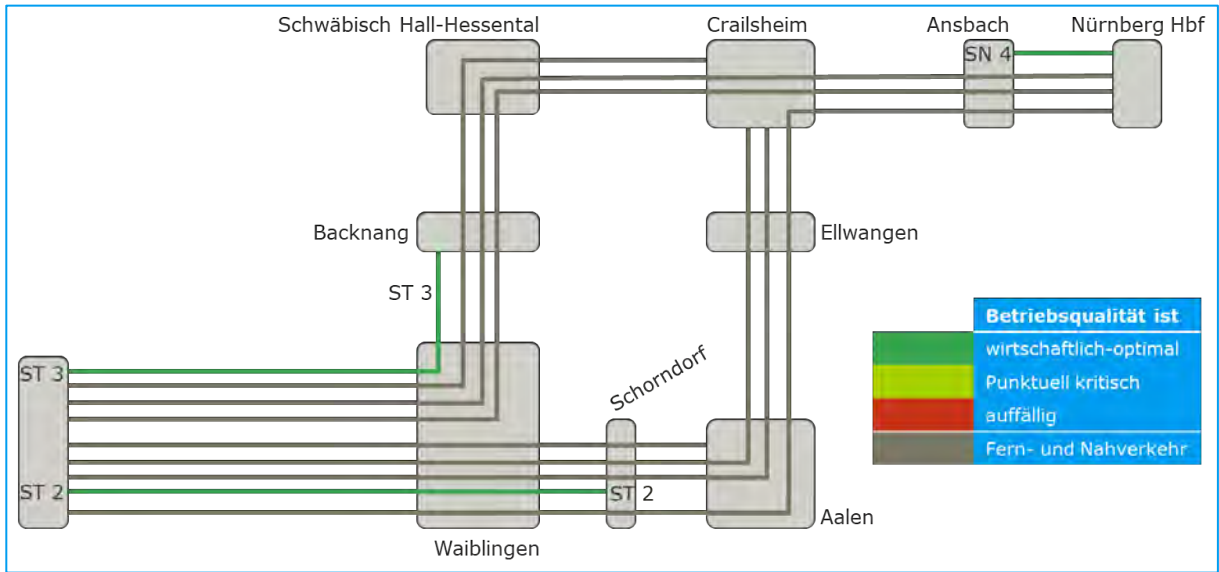 Schwäbisch Hall-Hessental
Crailsheim
Ansbach
Nürnberg Hbf
SN 4
Backnang
Ellwangen
ST 3
Betriebsqualität ist
wirtschaftlich-optimal
Punktuell kritisch
auffällig
Fern- und Nahverkehr
Schorndorf
ST 3
ST 2
ST 2
Aalen
Waiblingen